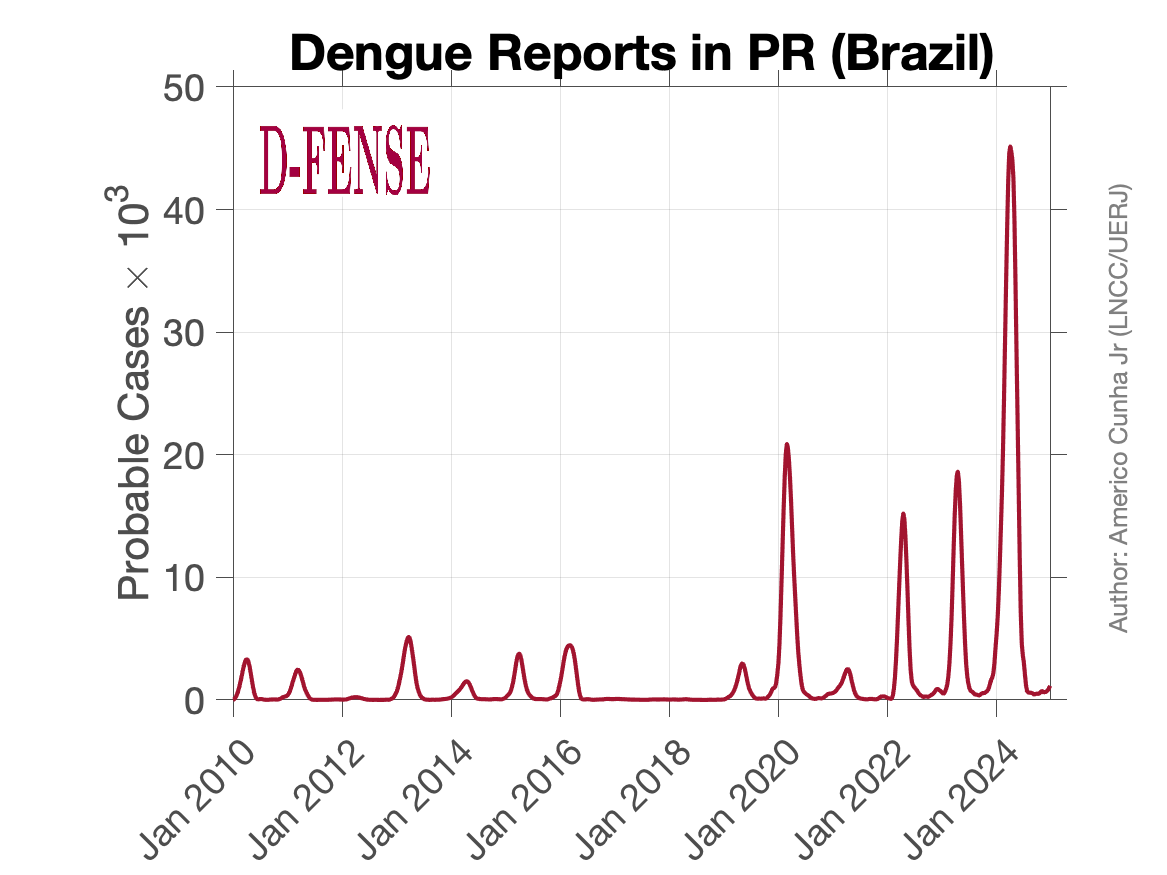 Dengue Reports in PR (Brazil)
D-FENSE
Probable Cases × 10³
50
40
30
20
10
0
Jan 2010
Jan 2012
Jan 2014
Jan 2016
Jan 2018
Jan 2020
Jan 2022
Jan 2024
Author: Americo Cunha Jr (LNCC/UERJ)